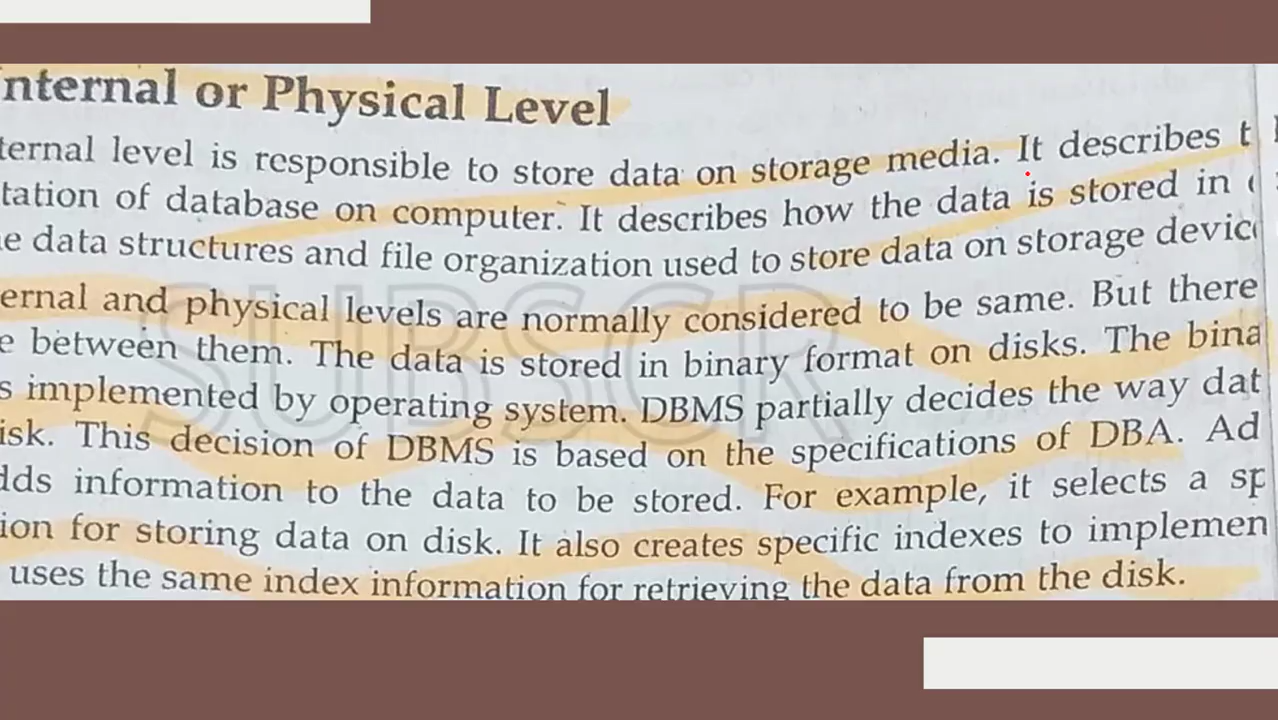 nternal or Physical Level
ternal level is responsible to store data on storage media. It describes t
tation of database on computer. It describes how the data is stored in
e data structures and file organization used to store data on storage devic
ernal and physical levels are normally considered to be same. But there
e between them. The data is stored in binary format on disks. The bina
s implemented by operating system. DBMS partially decides the way dat
isk. This decision of DBMS is based on the specifications of DBA. Ad
dds information to the data to be stored. For example, it selects a sp
ion for storing data on disk. It also creates specific indexes to implemen
uses the same index information for retrieving the data from the disk.
SUBSCR